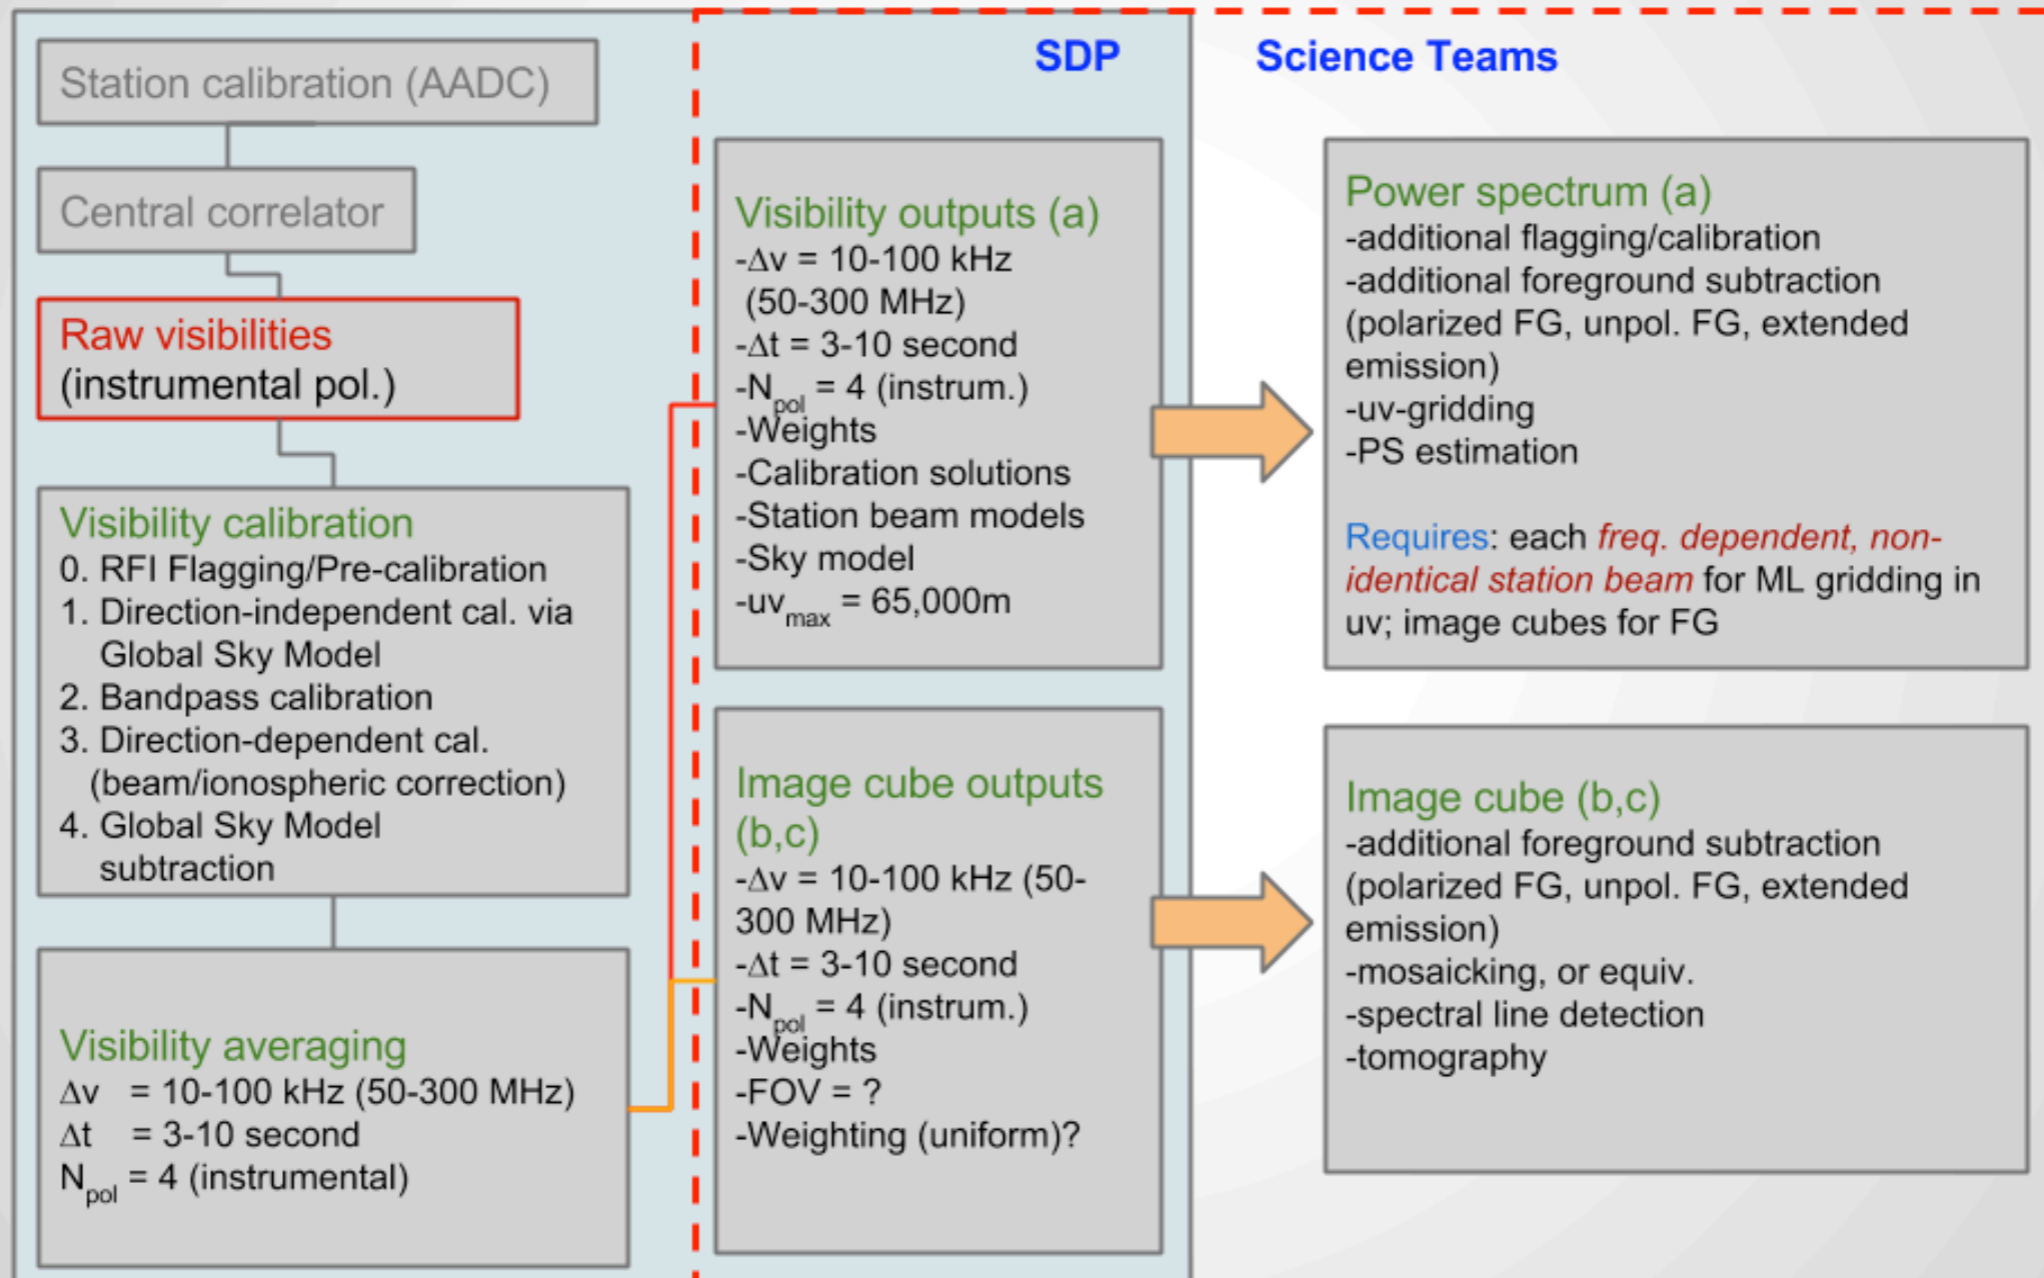 Station calibration (AADC)
Central correlator
Raw visibilities
(instrumental pol.)
Visibility calibration
0. RFI Flagging/Pre-calibration
1. Direction-independent cal. via
Global Sky Model
2. Bandpass calibration
3. Direction-dependent cal.
(beam/ionospheric correction)
4. Global Sky Model
subtraction
Visibility averaging
Δv = 10-100 kHz (50-300 MHz)
Δt = 3-10 second
Npol = 4 (instrumental)
SDP
Visibility outputs (a)
-Δv = 10-100 kHz
(50-300 MHz)
-Δt = 3-10 second
-Npol = 4 (instrum.)
-Weights
-Calibration solutions
-Station beam models
-Sky model
-uvmax = 65,000m
Image cube outputs
(b,c)
-Δv = 10-100 kHz (50-
300 MHz)
-Δt = 3-10 second
-Npol = 4 (instrum.)
-Weights
-FOV = ?
-Weighting (uniform)?
Science Teams
Power spectrum (a)
-additional flagging/calibration
-additional foreground subtraction
(polarized FG, unpol. FG, extended
emission)
-uv-gridding
-PS estimation
Requires: each freq. dependent, non-
identical station beam for ML gridding in
uv; image cubes for FG
Image cube (b,c)
-additional foreground subtraction
(polarized FG, unpol. FG, extended
emission)
-mosaicking, or equiv.
-spectral line detection
-tomography